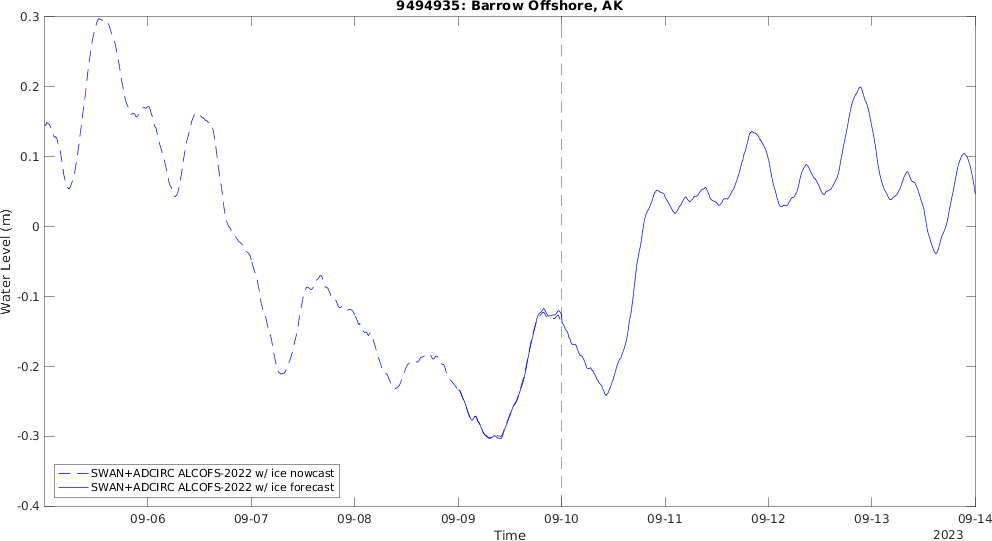 9494935: Barrow Offshore, AK
0.3
0.2
0.1
0
-0.1
-0.2
-0.3
-0.4
Water Level (m)
SWAN+ADCIRC ALCOFS-2022 w/ ice nowcast
SWAN+ADCIRC ALCOFS-2022 w/ ice forecast
09-06 09-07 09-08 09-09 09-10 09-11 09-12 09-13 09-14
Time
2023